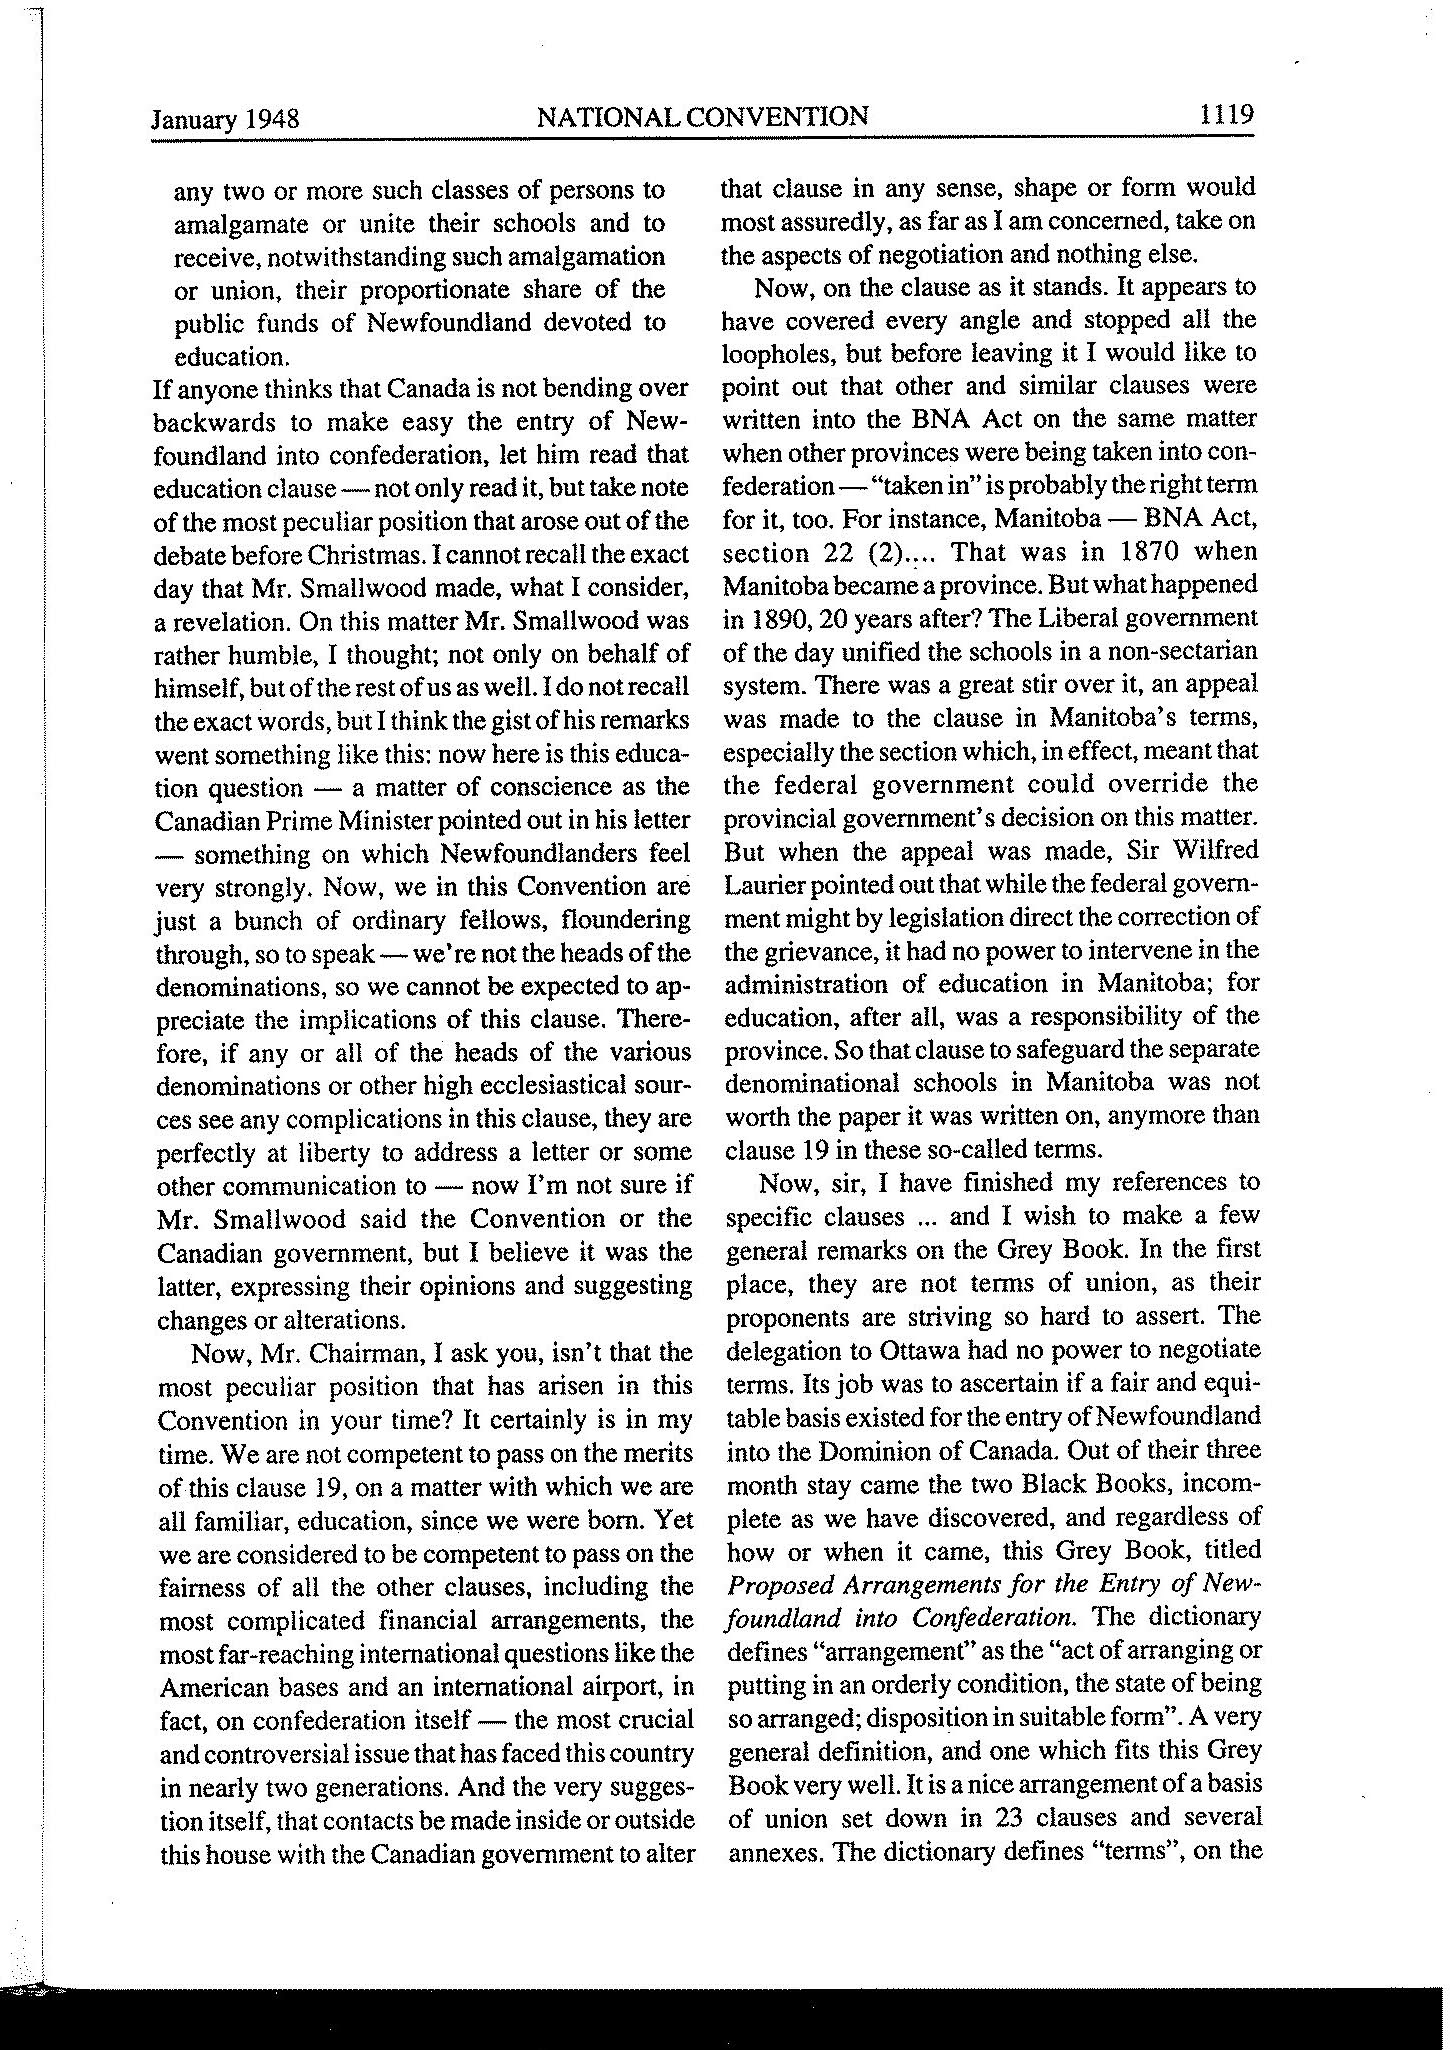 January 1948 NATIONAL CONVENTION 1119
any two or more such classes of persons to
amalgamate or unite their schools and to
receive, notwithstanding such amalgamation
or union, their proportionate share of the
public funds of Newfoundland devoted to
education.
If anyone thinks that Canada is not bending over
backwards to make easy the entry of New-
foundland into confederation, let him read that
education clause — not only read it, but take note
of the most peculiar position that arose out of the
debate before Christmas. I cannot recall the exact
day that Mr. Smallwood made, what I consider,
a revelation. On this matter Mr. Smallwood was
rather humble, I thought; not only on behalf of
himself, but of the rest of us as well. I do not recall
the exact words, but I think the gist of his remarks
went something like this: now here is this educa-
tion question — a matter of conscience as the
Canadian Prime Minister pointed out in his letter
— something on which Newfoundlanders feel
very strongly. Now, we in this Convention are
just a bunch of ordinary fellows, floundering
through, so to speak — we're not the heads of the
denominations, so we cannot be expected to ap-
preciate the implications of this clause. There-
fore, if any or all of the heads of the various
denominations or other high ecclesiastical sour-
ces see any complications in this clause, they are
perfectly at liberty to address a letter or some
other communication to — now I'm not sure if
Mr. Smallwood said the Convention or the
Canadian government, but I believe it was the
latter, expressing their opinions and suggesting
changes or alterations.
Now, Mr. Chairman, I ask you, isn't that the
most peculiar position that has arisen in this
Convention in your time? It certainly is in my
time. We are not competent to pass on the merits
of this clause 19, on a matter with which we are
all familiar, education, since we were born. Yet
we are considered to be competent to pass on the
fairness of all the other clauses, including the
most complicated financial arrangements, the
most far-reaching international questions like the
American bases and an international airport, in
fact, on confederation itself — the most crucial
and controversial issue that has faced this country
in nearly two generations. And the very sugges-
tion itself, that contacts be made inside or outside
this house with the Canadian government to alter
that clause in any sense, shape or form would
most assuredly, as far as I am concerned, take on
the aspects of negotiation and nothing else.
Now, on the clause as it stands. It appears to
have covered every angle and stopped all the
loopholes, but before leaving it I would like to
point out that other and similar clauses were
written into the BNA Act on the same matter
when other provinces were being taken into con-
federation — "taken in" is probably the right term
for it, too. For instance, Manitoba — BNA Act,
section 22 (2).... That was in 1870 when
Manitoba became a province. But what happened
in 1890, 20 years after? The Liberal government
of the day unified the schools in a non-sectarian
system. There was a great stir over it, an appeal
was made to the clause in Manitoba's terms,
especially the section which, in effect, meant that
the federal government could override the
provincial government's decision on this matter.
But when the appeal was made, Sir Wilfred
Laurier pointed out that while the federal govern-
ment might by legislation direct the correction of
the grievance, it had no power to intervene in the
administration of education in Manitoba; for
education, after all, was a responsibility of the
province. So that clause to safeguard the separate
denominational schools in Manitoba was not
worth the paper it was written on, anymore than
clause 19 in these so-called terms.
Now, sir, I have finished my references to
specific clauses ... and I wish to make a few
general remarks on the Grey Book. In the first
place, they are not terms of union, as their
proponents are striving so hard to assert. The
delegation to Ottawa had no power to negotiate
terms. Its job was to ascertain if a fair and equi-
table basis existed for the entry of Newfoundland
into the Dominion of Canada. Out of their three
month stay came the two Black Books, incom-
plete as we have discovered, and regardless of
how or when it came, this Grey Book, titled
Proposed Arrangements for the Entry of New-
foundland into Confederation. The dictionary
defines "arrangement" as the "act of arranging or
putting in an orderly condition, the state of being
so arranged; disposition in suitable form". A very
general definition, and one which fits this Grey
Book very well. It is a nice arrangement of a basis
of union set down in 23 clauses and several
annexes. The dictionary defines "terms", on the